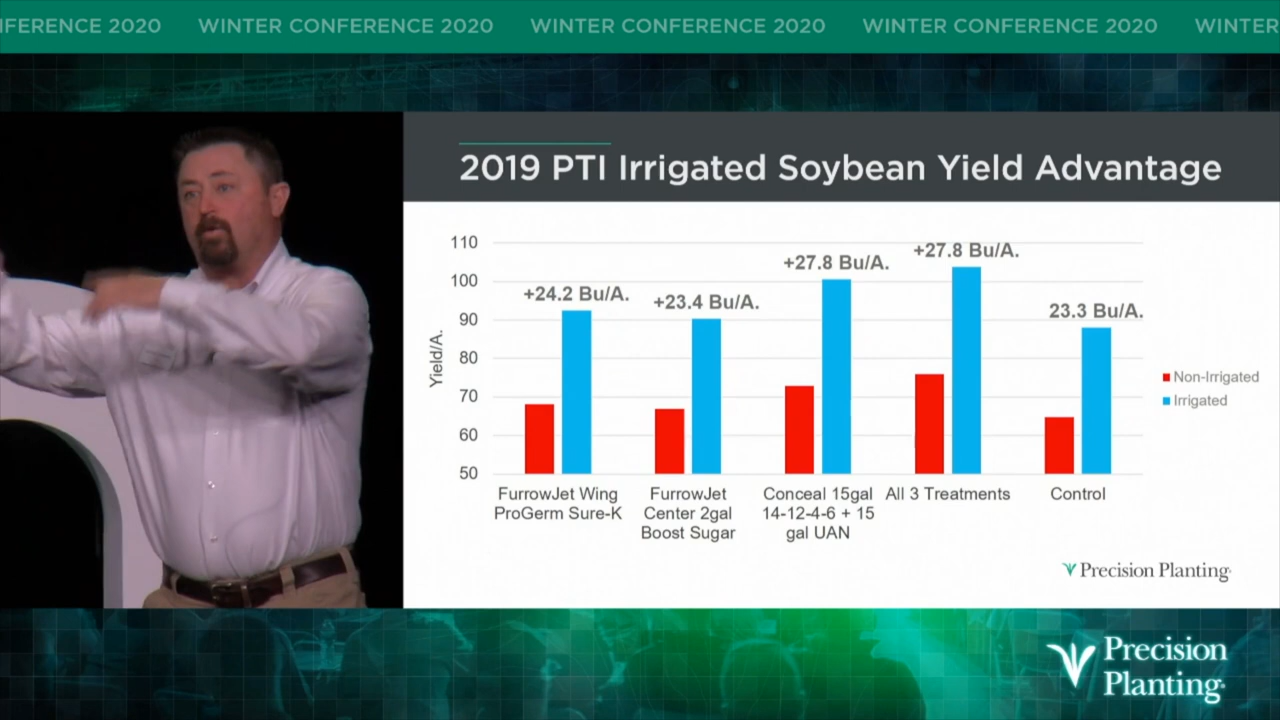 FERENCE 2020 WINTER CONFERENCE 2020 WINTER CONFERENCE 2020 WINTER CONFERENCE 2020 WINTER
2019 PTI Irrigated Soybean Yield Advantage
Yield/A.
110
100
90
80
70
60
50
+24.2 Bu/A.
+23.4 Bu/A.
+27.8 Bu/A.
+27.8 Bu/A.
23.3 Bu/A.
Non-Irrigated
Irrigated
FurrowJet Wing
ProGerm Sure-K
FurrowJet
Center 2gal
Boost Sugar
Conceal 15gal
14-12-4-6 + 15
gal UAN
All 3 Treatments
Control
Precision Planting
Precision
Planting